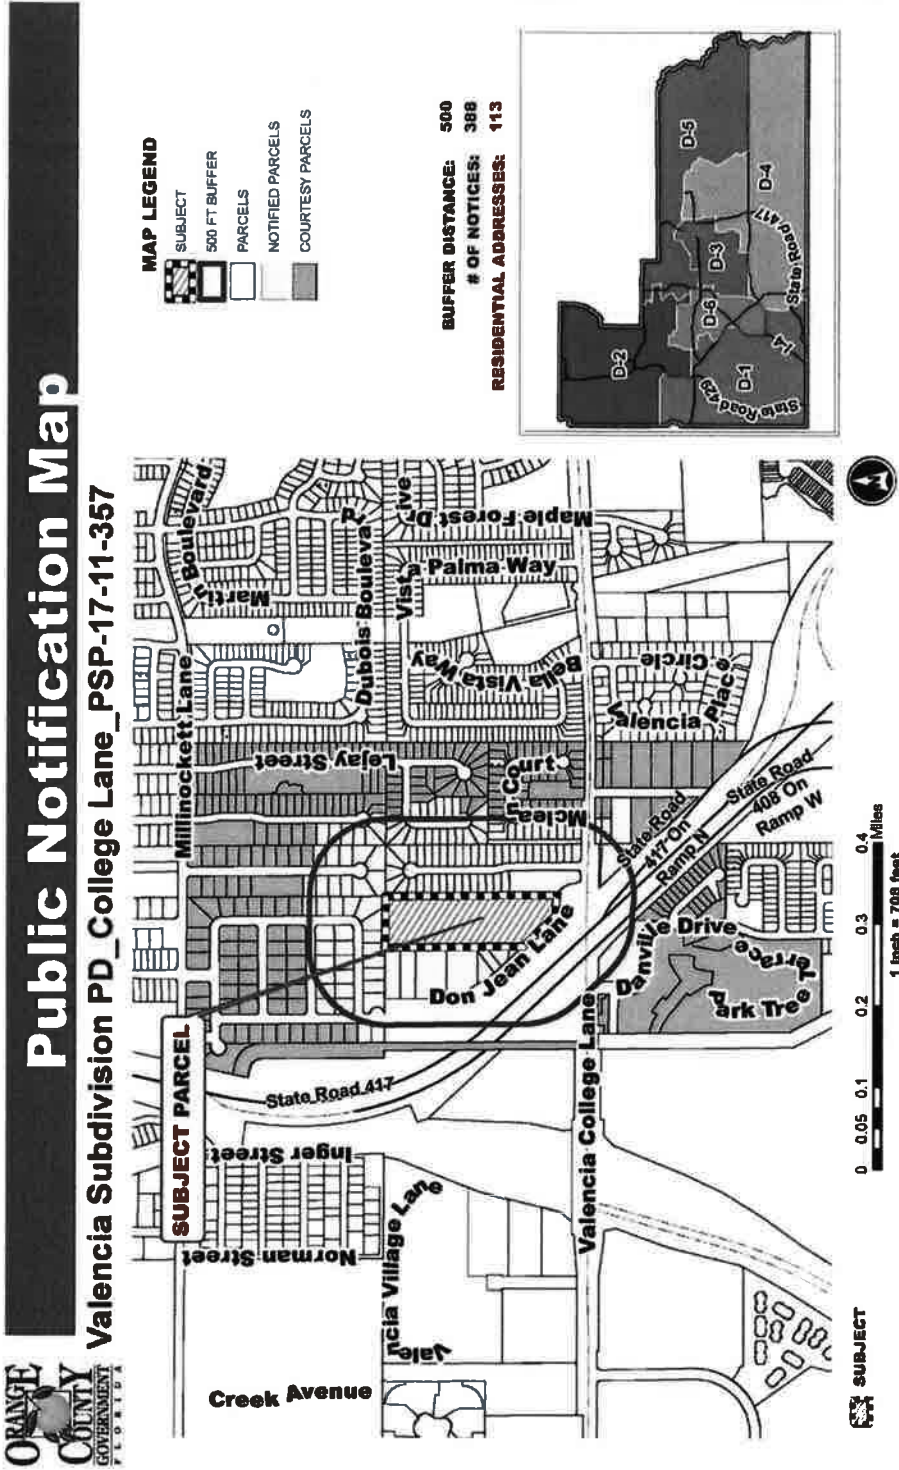 ORANGE
COUNTY
GOVERNMENT
FLORIDA
Public Notification Map
Valencia Subdivision PD_College Lane_PSP-17-11-357
MAP LEGEND
SUBJECT
500 FT BUFFER
PARCELS
NOTIFIED PARCELS
COURTESY PARCELS
BUFFER DISTANCE: 500
# OF NOTICES: 388
RESIDENTIAL ADDRESSES: 113
D-2
D-5
D-3
D-6
D-4
D-1
State Road 429
I-4
State Road 417
SUBJECT PARCEL
Millinockett Lane
Martin Boulevard
Norman Street
Inger Street
State Road 417
Lejay Street
Dubois Boulevard
Creek Avenue
Valencia Village Lane
Don Jean Lane
Mclean Court
Bella Vista Way
Vista Palma Way
Maple Forest Drive
Valencia College Lane
Danville Drive
Park Tree Terrace
State Road
417 On
Ramp N
State Road
408 On
Ramp W
Valencia Place Circle
SUBJECT
0 0.05 0.1 0.2 0.3 0.4
Miles
1 inch = 708 feet